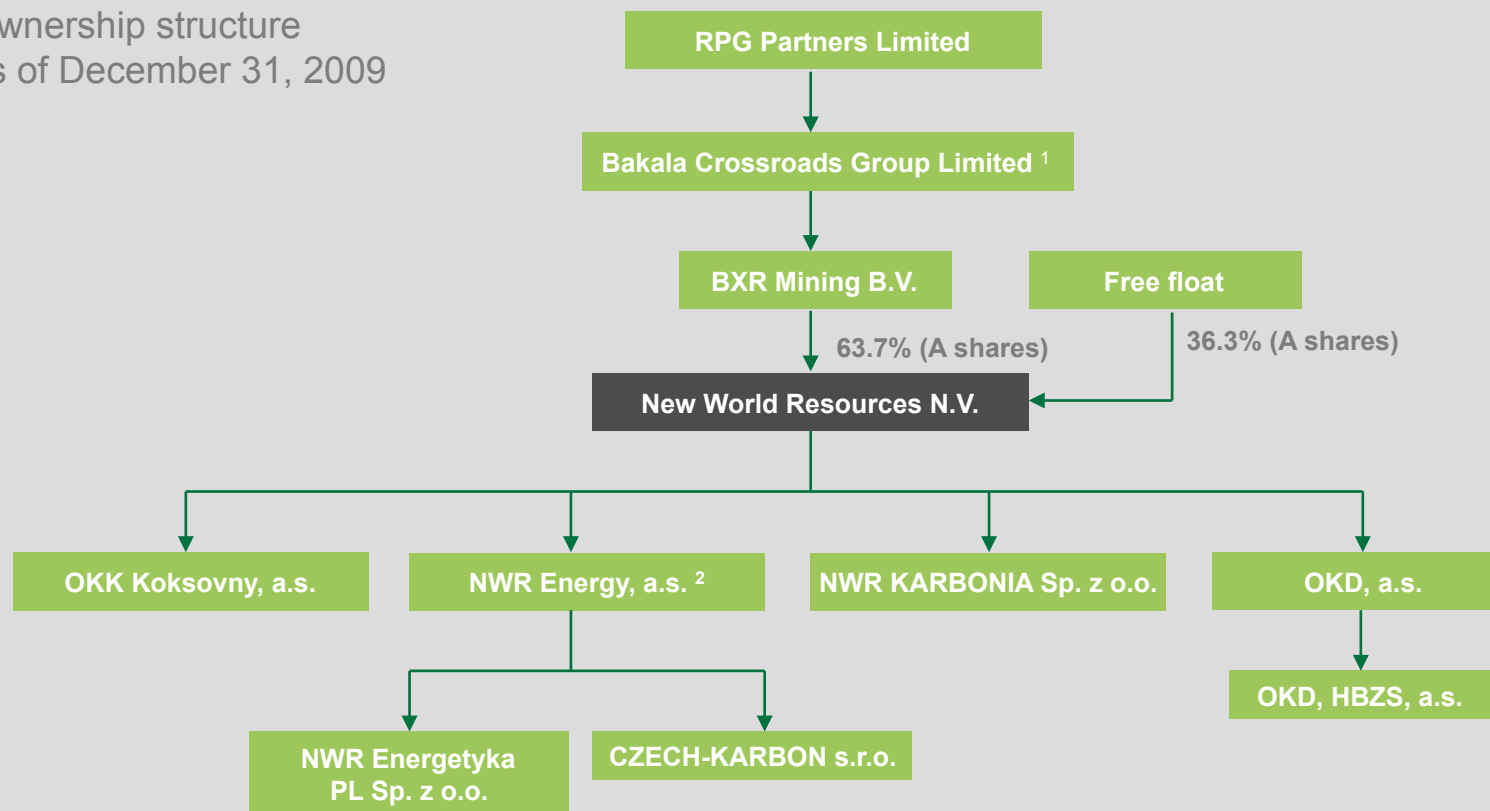 wnership structure
s of December 31, 2009
RPG Partners Limited
Bakala Crossroads Group Limited 1
BXR Mining B.V.
Free float
63.7% (A shares)
36.3% (A shares)
New World Resources N.V.
OKK Koksovny, a.s.
NWR Energy, a.s. 2
NWR KARBONIA Sp. z o.o.
OKD, a.s.
OKD, HBZS, a.s.
NWR Energetyka
PL Sp. z o.o.
CZECH-KARBON s.r.o.